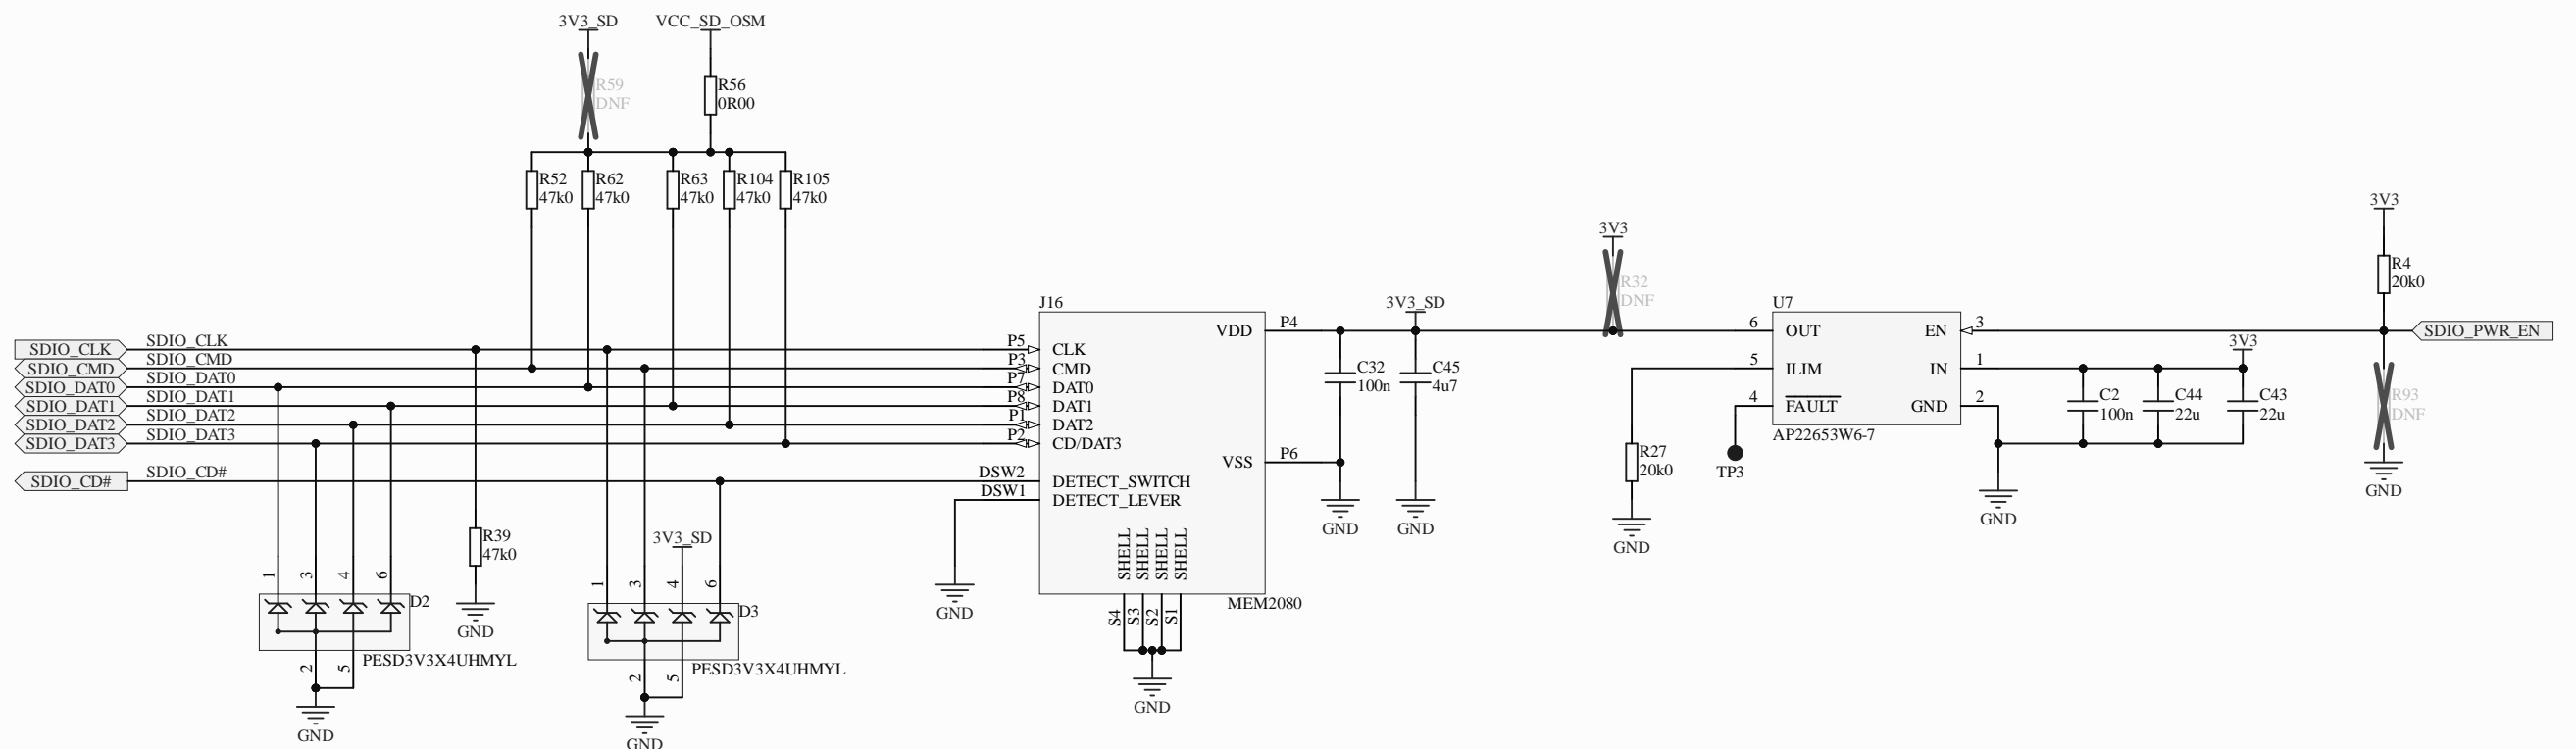 3V3_SD
VCC_SD_OSM
R59
DNF
R56
0R00
R52
47k0
R62
47k0
R63
47k0
R104
47k0
R105
47k0
SDIO_CLK
SDIO_CMD
SDIO_DAT0
SDIO_DAT1
SDIO_DAT2
SDIO_DAT3
SDIO_CD#
SDIO_CLK
SDIO_CMD
SDIO_DAT0
SDIO_DAT1
SDIO_DAT2
SDIO_DAT3
SDIO_CD#
R39
47k0
GND
1
3
4
6
D2
2
5
PESD3V3X4UHMYL
GND
3V3_SD
1
3
4
6
D3
2
5
PESD3V3X4UHMYL
GND
J16
P5
P3
P7
P8
P1
P2
DSW2
DSW1
CLK
CMD
DAT0
DAT1
DAT2
CD/DAT3
DETECT_SWITCH
DETECT_LEVER
GND
VDD
P4
VSS
P6
SHELL
SHELL
SHELL
SHELL
S4
S3
S2
S1
MEM2080
GND
3V3_SD
C32
100n
C45
4u7
GND
GND
3V3
R32
DNF
U7
6
OUT
5
ILIM
4
FAULT
EN
3
IN
1
GND
2
AP22653W6-7
R27
20k0
GND
TP3
3V3
C2
100n
C44
22u
C43
22u
GND
3V3
R4
20k0
SDIO_PWR_EN
R93
DNF
GND